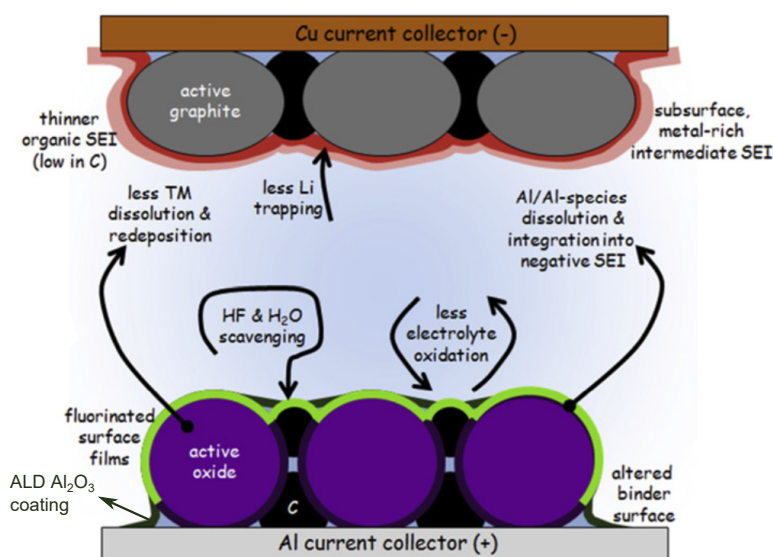 Cu current collector (-)
active
graphite
thinner
organic SEI
(low in C)
subsurface,
metal-rich
intermediate SEI
less TM
dissolution &
redeposition
less Li
trapping
Al/Al-species
dissolution &
integration into
negative SEI
HF & H₂O
scavenging
less
electrolyte
oxidation
fluorinated
surface
films
active
oxide
ALD Al₂O₃
coating
C
altered
binder
surface
Al current collector (+)